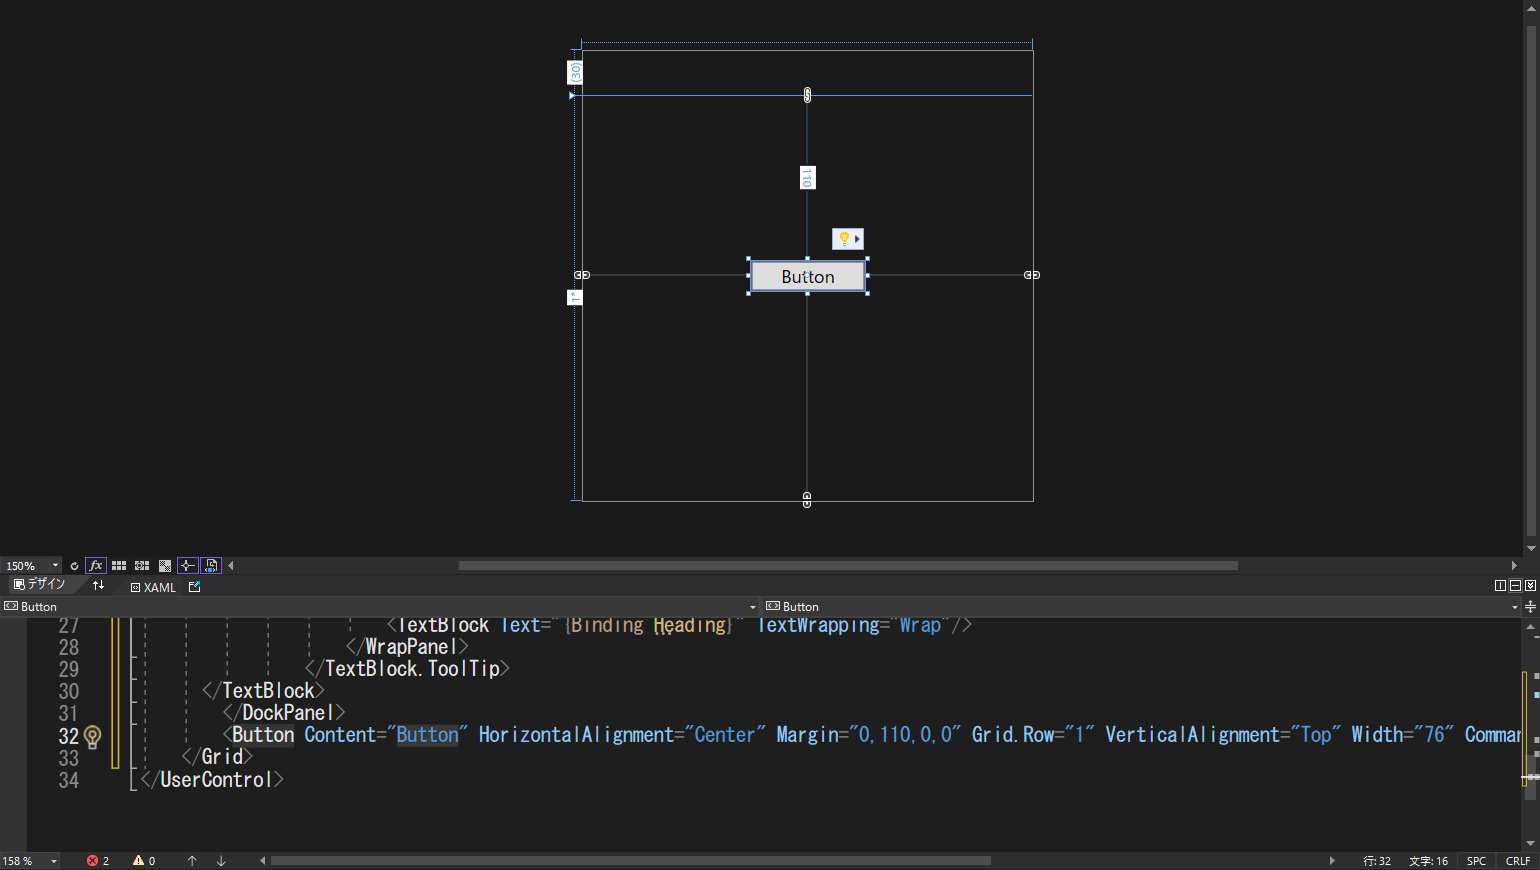 (30)
110
Button
1*
150%
fx
デザイン
XAML
Button
Button
27 <TextBlock Text="{Binding Heading}" TextWrapping="Wrap"/>
28 </WrapPanel>
29 </TextBlock.ToolTip>
30 </TextBlock>
31 </DockPanel>
32 <Button Content="Button" HorizontalAlignment="Center" Margin="0,110,0,0" Grid.Row="1" VerticalAlignment="Top" Width="76" Comman
33 </Grid>
34 </UserControl>
158 % 2 0 行: 32 文字: 16 SPC CRLF